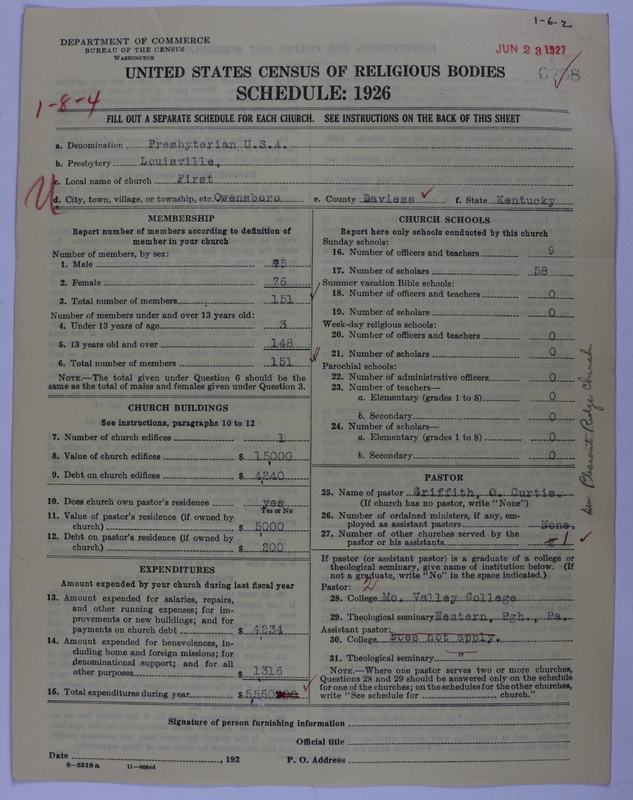 1-6-2
DEPARTMENT OF COMMERCE
BUREAU OF THE CENSUS
WASHINGTON
JUN 23 1927
UNITED STATES CENSUS OF RELIGIOUS BODIES
SCHEDULE: 1926
1-8-4
FILL OUT A SEPARATE SCHEDULE FOR EACH CHURCH. SEE INSTRUCTIONS ON THE BACK OF THIS SHEET
a. Denomination Presbyterian U.S.A.
b. Presbytery Louisville,
c. Local name of church First
d. City, town, village, or township, etc. Owensboro e. County Daviess f. State Kentucky
MEMBERSHIP
Report number of members according to definition of
member in your church
Number of members, by sex:
1. Male 75
2. Female 76
3. Total number of members 151
Number of members under and over 13 years old:
4. Under 13 years of age 3
5. 13 years old and over 148
6. Total number of members 151
NOTE.—The total given under Question 6 should be the
same as the total of males and females given under Question 3.
CHURCH BUILDINGS
See instructions, paragraphs 10 to 12
7. Number of church edifices 1
8. Value of church edifices $ 15000
9. Debt on church edifices $ 4240
10. Does church own pastor's residence yes
Yes or No
11. Value of pastor's residence (if owned by
church) $ 5000
12. Debt on pastor's residence (if owned by
church) $ 200
EXPENDITURES
Amount expended by your church during last fiscal year
13. Amount expended for salaries, repairs,
and other running expenses; for im-
provements or new buildings; and for
payments on church debt $ 4234
14. Amount expended for benevolences, in-
cluding home and foreign missions; for
denominational support; and for all
other purposes $ 1316
15. Total expenditures during year $ 5550
CHURCH SCHOOLS
Report here only schools conducted by this church
Sunday schools:
16. Number of officers and teachers 9
17. Number of scholars 58
Summer vacation Bible schools:
18. Number of officers and teachers 0
19. Number of scholars 0
Week-day religious schools:
20. Number of officers and teachers 0
21. Number of scholars 0
Parochial schools:
22. Number of administrative officers 0
23. Number of teachers—
a. Elementary (grades 1 to 8) 0
b. Secondary 0
24. Number of scholars—
a. Elementary (grades 1 to 8) 0
b. Secondary 0
PASTOR
25. Name of pastor Griffith, O. Curtis.
(If church has no pastor, write "None")
26. Number of ordained ministers, if any, em-
ployed as assistant pastors None.
27. Number of other churches served by the
pastor or his assistants 1
If pastor (or assistant pastor) is a graduate of a college or
theological seminary, give name of institution below. (If
not a graduate, write "No" in the space indicated.)
Pastor: 2
28. College Mo. Valley College
29. Theological seminary Western, Pgh., Pa.
Assistant pastor:
30. College Does not apply.
31. Theological seminary "
NOTE.—Where one pastor serves two or more churches,
Questions 28 and 29 should be answered only on the schedule
for one of the churches; on the schedules for the other churches,
write "See schedule for church."
See Pleasant Ridge Church
Signature of person furnishing information
Official title
Date , 192 P. O. Address
8—5518 a 11—9554d